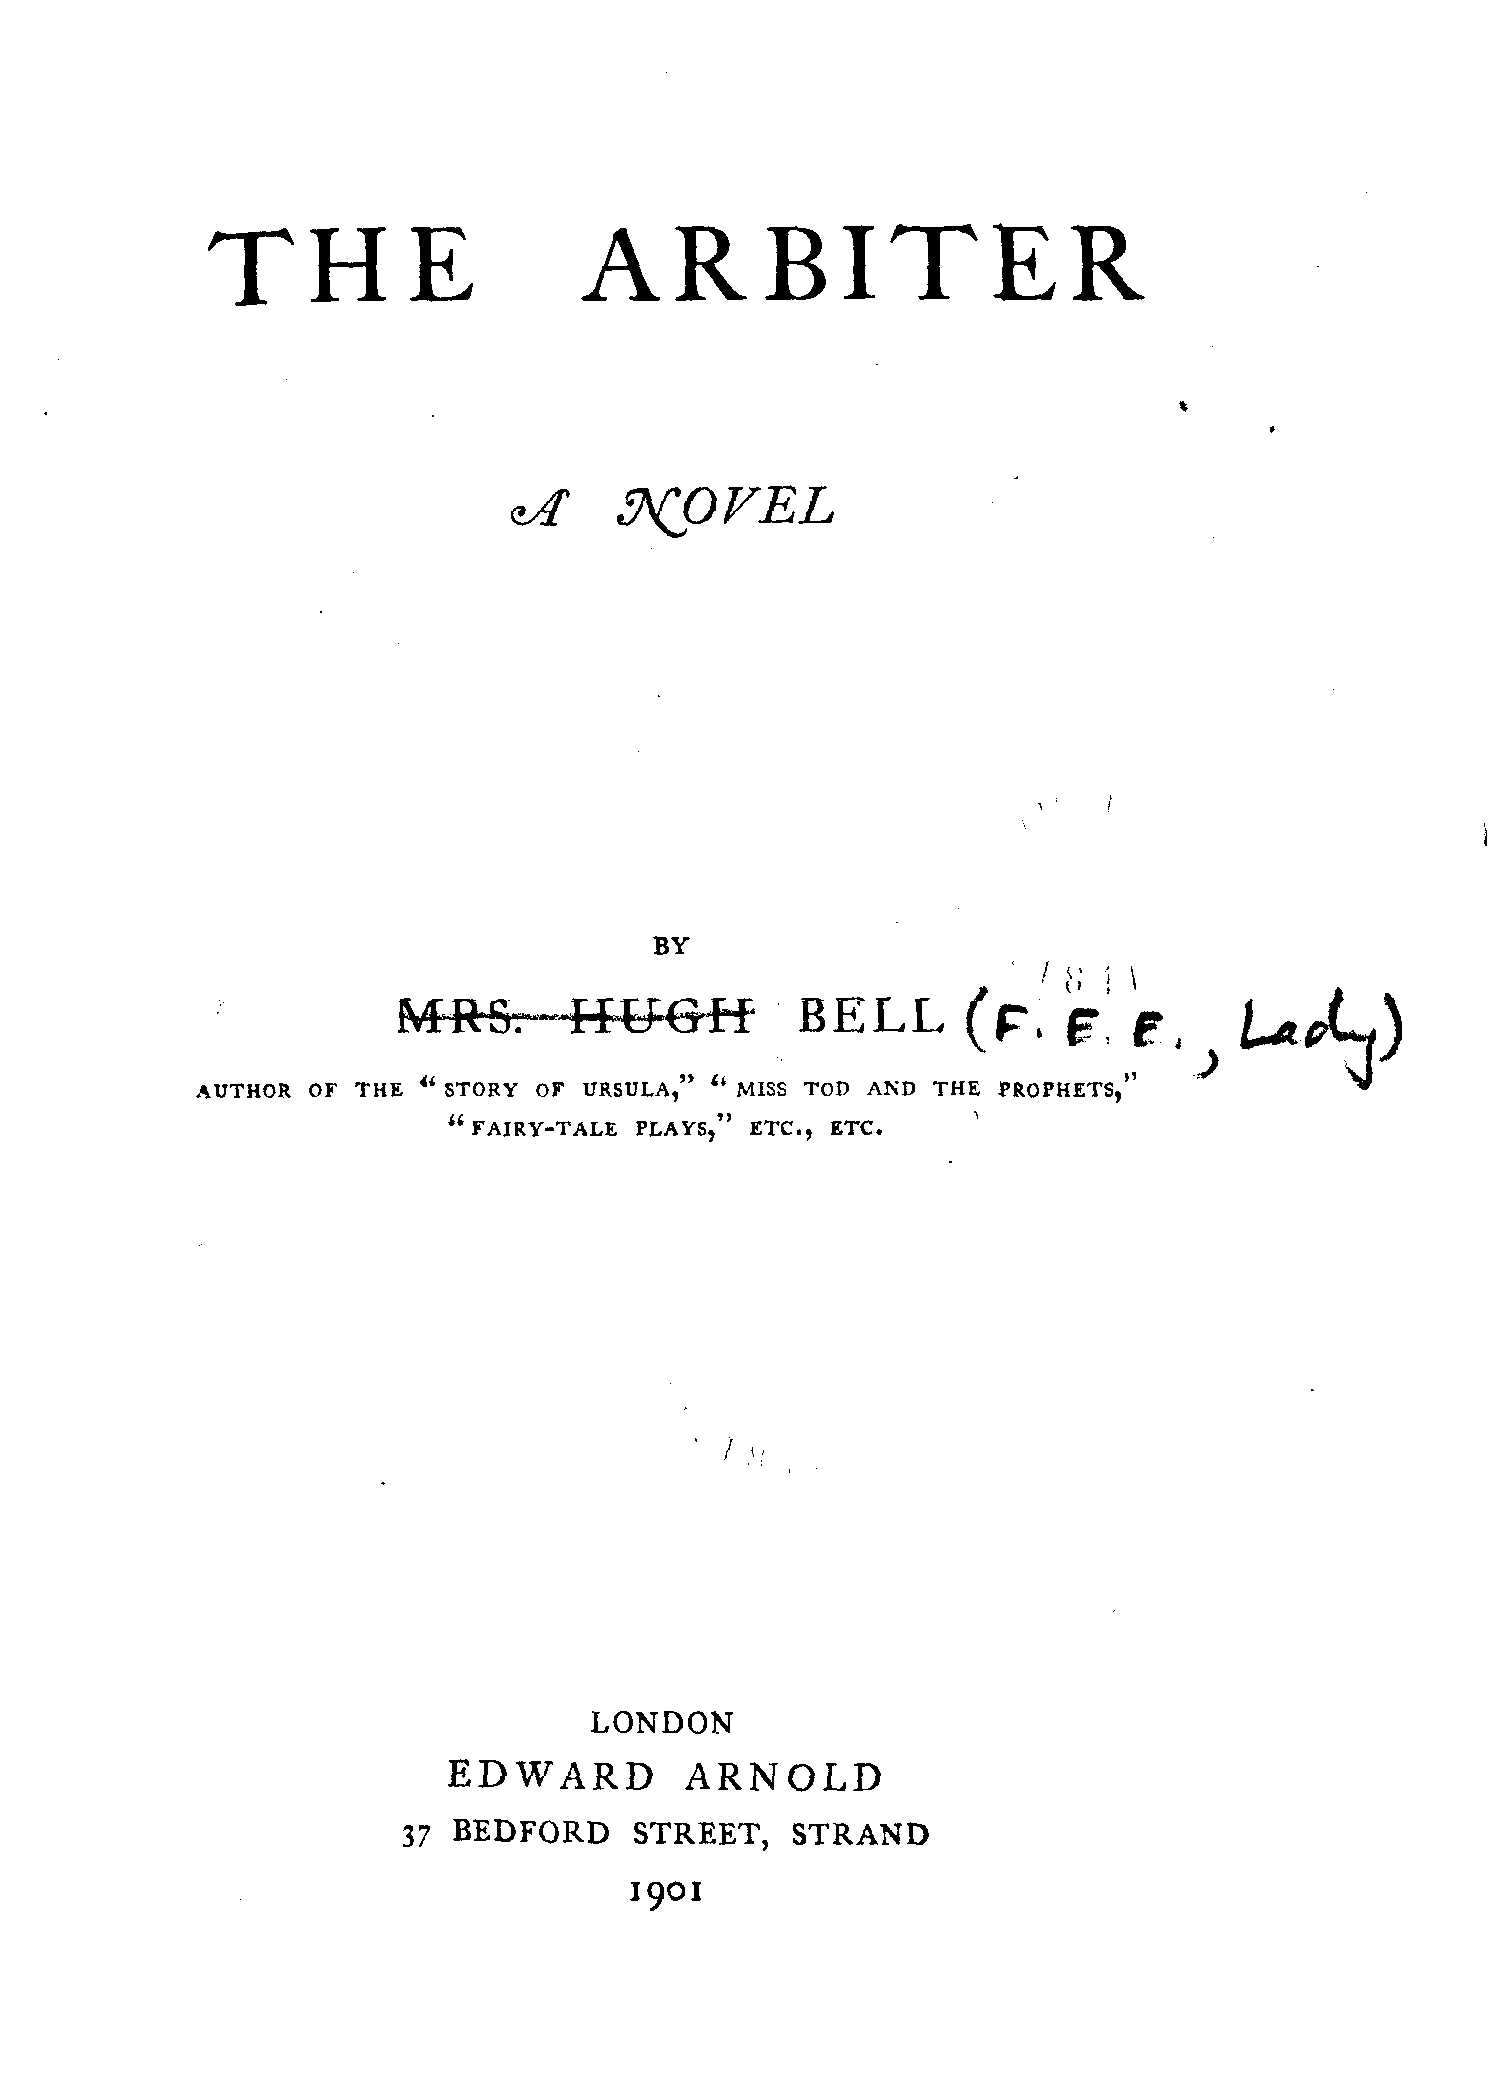 THE ARBITER
A NOVEL
BY
MRS. HUGH BELL (F. E. E., Lady)
AUTHOR OF THE “STORY OF URSULA,” “MISS TOD AND THE PROPHETS,”
“FAIRY-TALE PLAYS,” ETC., ETC.
LONDON
EDWARD ARNOLD
37 BEDFORD STREET, STRAND
1901